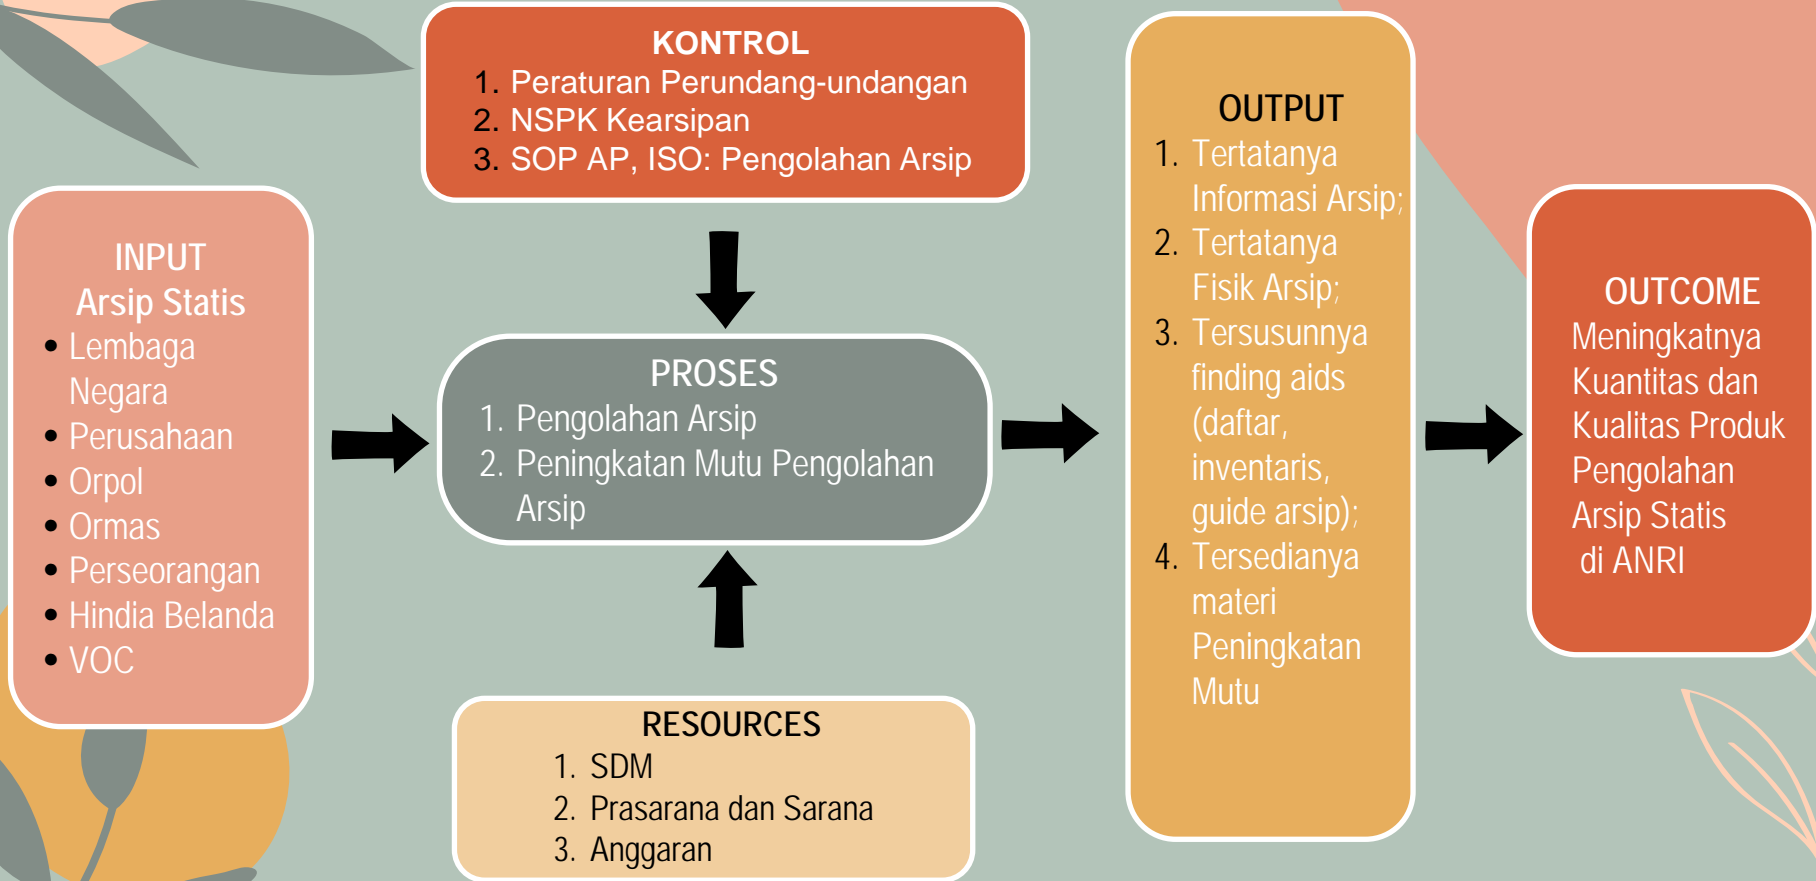 KONTROL
1. Peraturan Perundang-undangan
2. NSPK Kearsipan
3. SOP AP, ISO: Pengolahan Arsip
INPUT
Arsip Statis
• Lembaga
Negara
• Perusahaan
• Orpol
• Ormas
• Perseorangan
• Hindia Belanda
• VOC
PROSES
1. Pengolahan Arsip
2. Peningkatan Mutu Pengolahan
Arsip
RESOURCES
1. SDM
2. Prasarana dan Sarana
3. Anggaran
OUTPUT
1. Tertatanya
Informasi Arsip;
2. Tertatanya
Fisik Arsip;
3. Tersusunnya
finding aids
(daftar,
inventaris,
guide arsip);
4. Tersedianya
materi
Peningkatan
Mutu
OUTCOME
Meningkatnya
Kuantitas dan
Kualitas Produk
Pengolahan
Arsip Statis
di ANRI